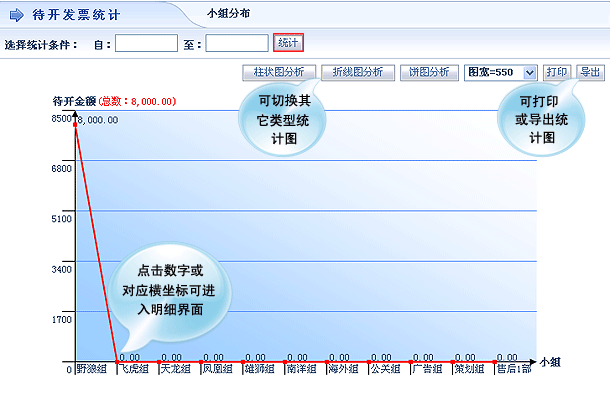 待开发票统计 小组分布
选择统计条件： 自： 至： 统计
柱状图分析 折线图分析 饼图分析 图宽=550 打印 导出
可切换其
它类型统
计图
可打印
或导出统
计图
待开金额(总数：8,000.00)
8500
8,000.00
6800
5100
3400
1700
0
点击数字或
对应横坐标可进
入明细界面
0.00 0.00 0.00 0.00 0.00 0.00 0.00 0.00 0.00 0.00
野狼组 飞虎组 天龙组 凤凰组 雄狮组 南洋组 海外组 公关组 广告组 策划组 售后1部
小组